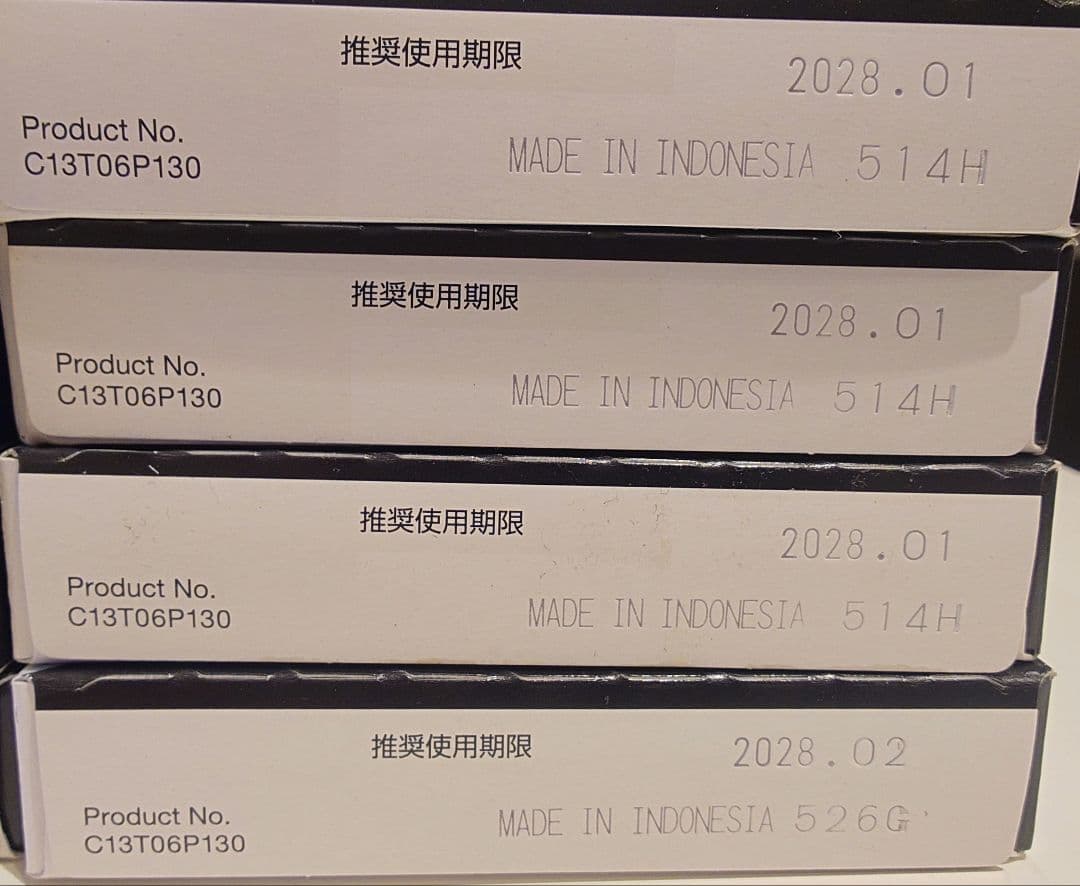 推奨使用期限
2028.01
Product No.
C13T06P130
MADE IN INDONESIA 514H
推奨使用期限
2028.01
Product No.
C13T06P130
MADE IN INDONESIA 514H
推奨使用期限
2028.01
Product No.
C13T06P130
MADE IN INDONESIA 514H
推奨使用期限
2028.02
Product No.
C13T06P130
MADE IN INDONESIA 526G